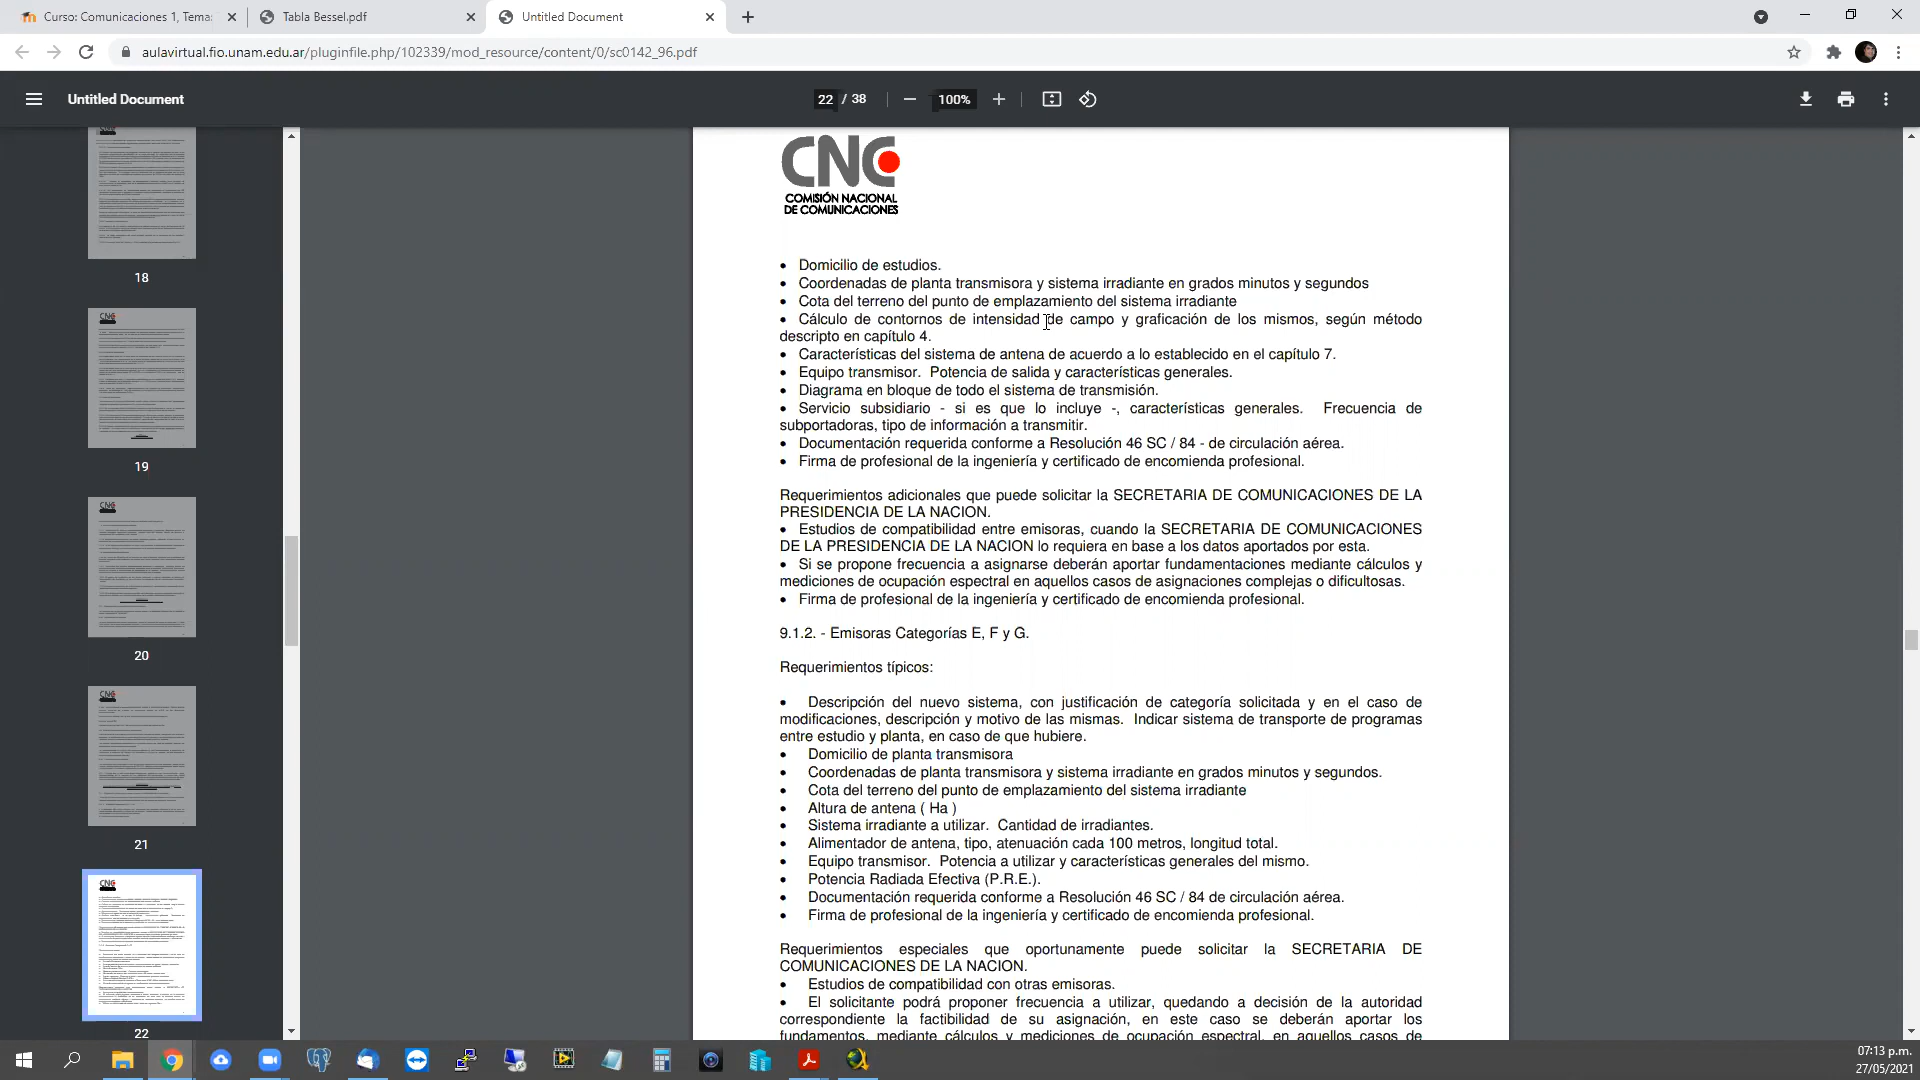 Curso: Comunicaciones 1, Tema:
Tabla Bessel.pdf
Untitled Document
aulavirtual.fio.unam.edu.ar/pluginfile.php/102339/mod_resource/content/0/sc0142_96.pdf
Untitled Document
22 / 38
100%
18
19
20
21
22
CNC
COMISIÓN NACIONAL
DE COMUNICACIONES
• Domicilio de estudios.
• Coordenadas de planta transmisora y sistema irradiante en grados minutos y segundos
• Cota del terreno del punto de emplazamiento del sistema irradiante
• Cálculo de contornos de intensidad de campo y graficación de los mismos, según método
descripto en capítulo 4.
• Características del sistema de antena de acuerdo a lo establecido en el capítulo 7.
• Equipo transmisor. Potencia de salida y características generales.
• Diagrama en bloque de todo el sistema de transmisión.
• Servicio subsidiario - si es que lo incluye -, características generales. Frecuencia de
subportadoras, tipo de información a transmitir.
• Documentación requerida conforme a Resolución 46 SC / 84 - de circulación aérea.
• Firma de profesional de la ingeniería y certificado de encomienda profesional.
Requerimientos adicionales que puede solicitar la SECRETARIA DE COMUNICACIONES DE LA
PRESIDENCIA DE LA NACION.
• Estudios de compatibilidad entre emisoras, cuando la SECRETARIA DE COMUNICACIONES
DE LA PRESIDENCIA DE LA NACION lo requiera en base a los datos aportados por esta.
• Si se propone frecuencia a asignarse deberán aportar fundamentaciones mediante cálculos y
mediciones de ocupación espectral en aquellos casos de asignaciones complejas o dificultosas.
• Firma de profesional de la ingeniería y certificado de encomienda profesional.
9.1.2. - Emisoras Categorías E, F y G.
Requerimientos típicos:
• Descripción del nuevo sistema, con justificación de categoría solicitada y en el caso de
modificaciones, descripción y motivo de las mismas. Indicar sistema de transporte de programas
entre estudio y planta, en caso de que hubiere.
• Domicilio de planta transmisora
• Coordenadas de planta transmisora y sistema irradiante en grados minutos y segundos.
• Cota del terreno del punto de emplazamiento del sistema irradiante
• Altura de antena ( Ha )
• Sistema irradiante a utilizar. Cantidad de irradiantes.
• Alimentador de antena, tipo, atenuación cada 100 metros, longitud total.
• Equipo transmisor. Potencia a utilizar y características generales del mismo.
• Potencia Radiada Efectiva (P.R.E.).
• Documentación requerida conforme a Resolución 46 SC / 84 de circulación aérea.
• Firma de profesional de la ingeniería y certificado de encomienda profesional.
Requerimientos especiales que oportunamente puede solicitar la SECRETARIA DE
COMUNICACIONES DE LA NACION.
• Estudios de compatibilidad con otras emisoras.
• El solicitante podrá proponer frecuencia a utilizar, quedando a decisión de la autoridad
correspondiente la factibilidad de su asignación, en este caso se deberán aportar los
fundamentos, mediante cálculos y mediciones de ocupación espectral, en aquellos casos de
07:13 p.m.
27/05/2021